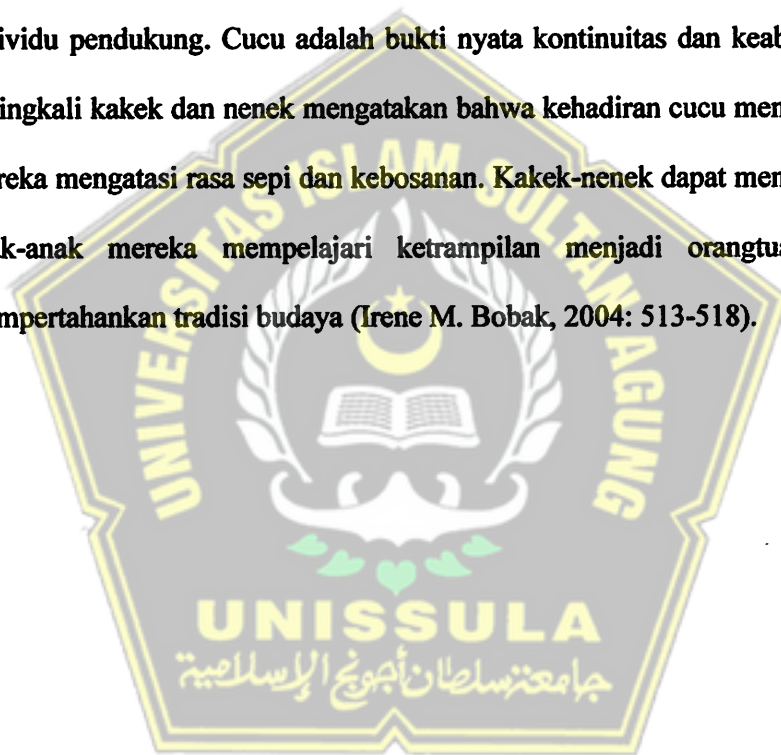 ividu pendukung. Cucu adalah bukti nyata kontinuitas dan keab
ingkali kakek dan nenek mengatakan bahwa kehadiran cucu men
reka mengatasi rasa sepi dan kebosanan. Kakek-nenek dapat men
k-anak mereka mempelajari ketrampilan menjadi orangtua
mpertahankan tradisi budaya (Irene M. Bobak, 2004: 513-518).
UNIVERSITAS ISLAM SULTAN AGUNG
UNISSULA
جامعة سلطان أجونج الإسلامية